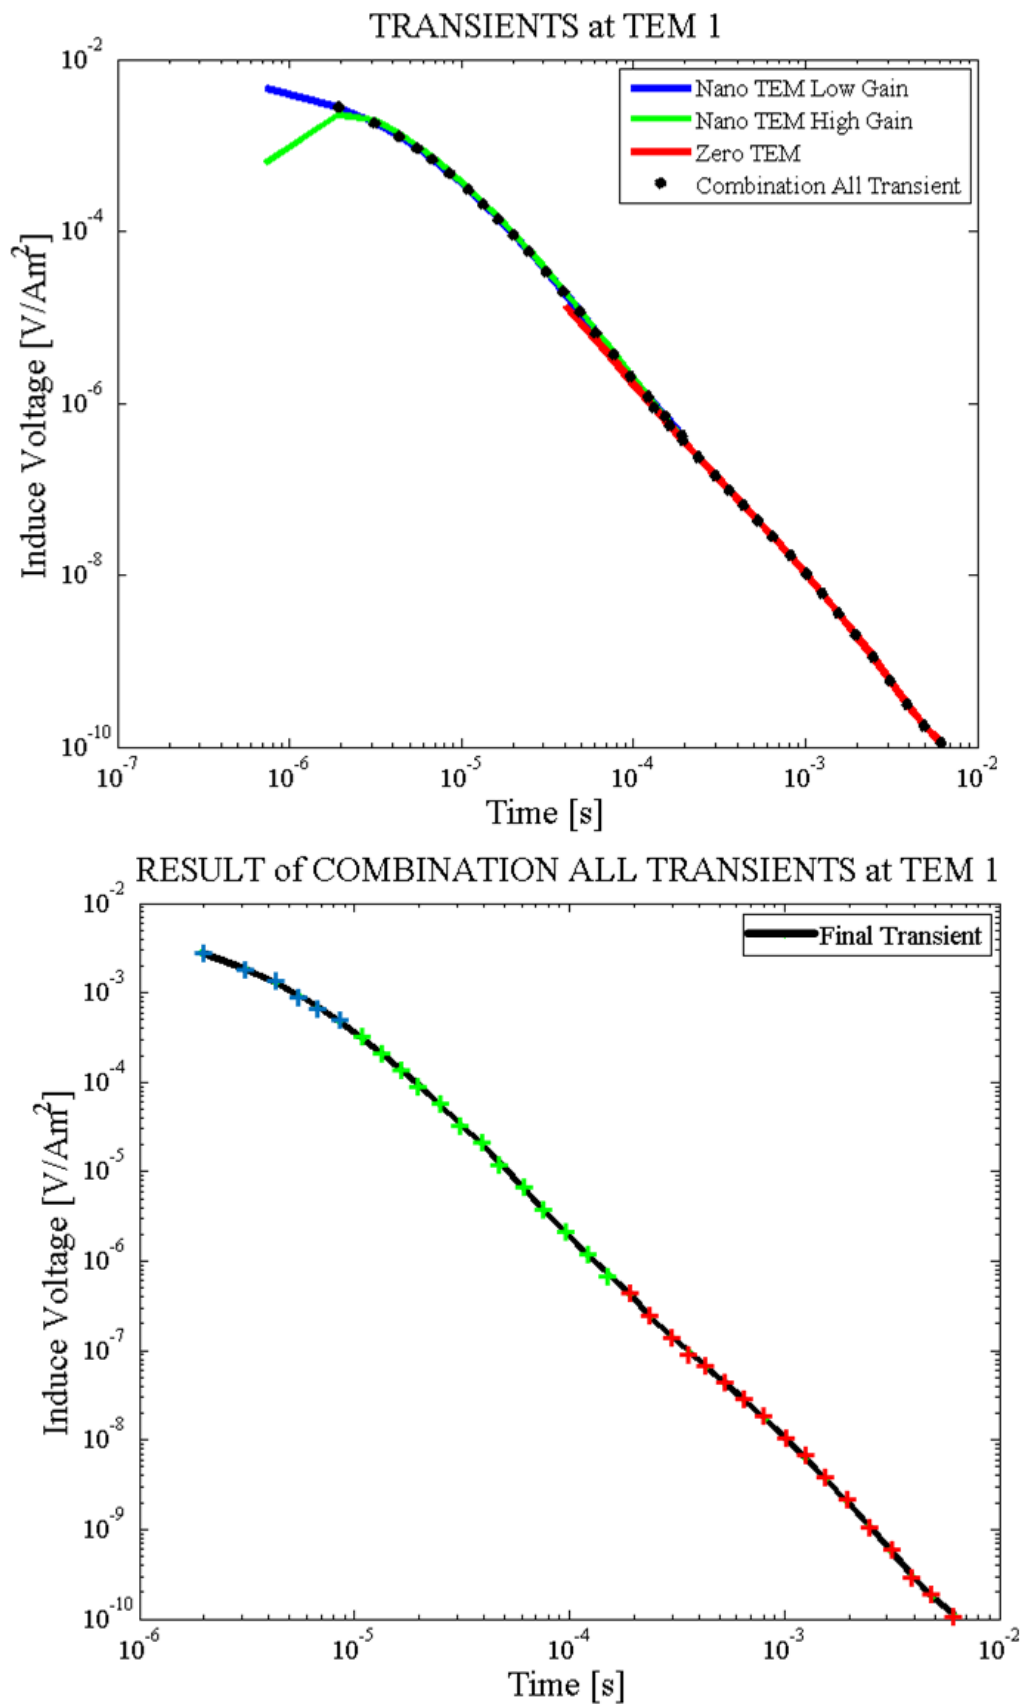 TRANSIENTS at TEM 1
10^-2
10^-4
10^-6
10^-8
10^-10
Induce Voltage [V/Am²]
Nano TEM Low Gain
Nano TEM High Gain
Zero TEM
Combination All Transient
10^-7
10^-6
10^-5
10^-4
10^-3
10^-2
Time [s]
RESULT of COMBINATION ALL TRANSIENTS at TEM 1
10^-2
10^-3
10^-4
10^-5
10^-6
10^-7
10^-8
10^-9
10^-10
Induce Voltage [V/Am²]
Final Transient
10^-6
10^-5
10^-4
10^-3
10^-2
Time [s]